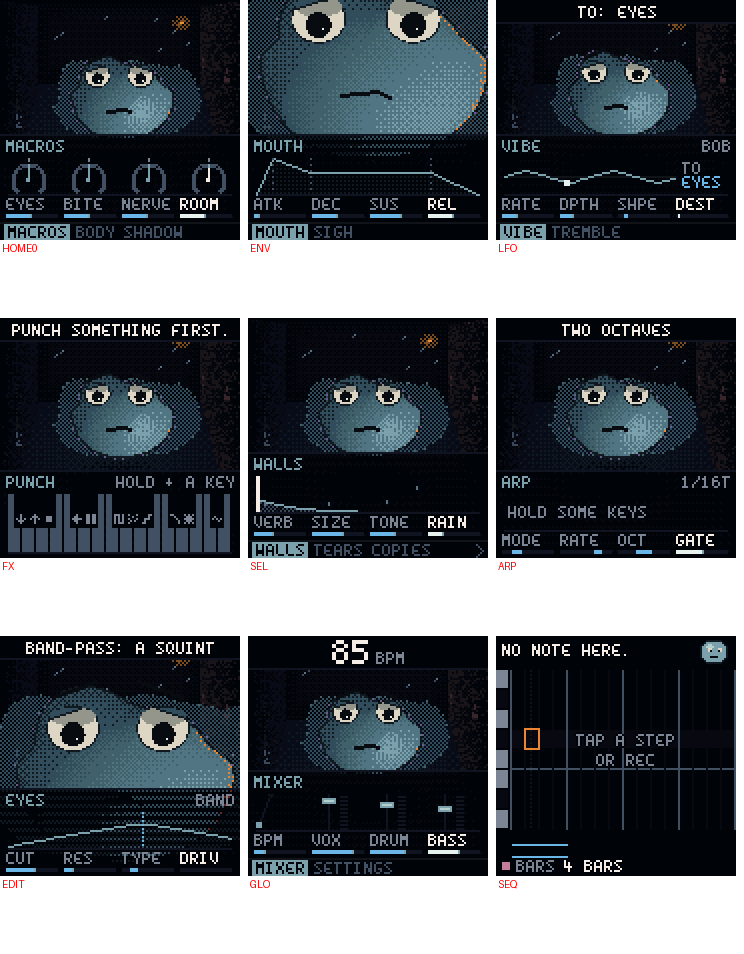 MACROS
EYES BITE NERVE ROOM
MACROS BODY SHADOW
HOME0
MOUTH
ATK DEC SUS REL
MOUTH SIGH
ENV
TO: EYES
VIBE BOB
TO
EYES
RATE DPTH SHPE DEST
VIBE TREMBLE
LFO
PUNCH SOMETHING FIRST.
PUNCH HOLD + A KEY
FX
WALLS
VERB SIZE TONE RAIN
WALLS TEARS COPIES
SEL
TWO OCTAVES
ARP 1/16T
HOLD SOME KEYS
MODE RATE OCT GATE
ARP
BAND-PASS: A SQUINT
EYES BAND
CUT RES TYPE DRIV
EDIT
85 BPM
MIXER
BPM VOX DRUM BASS
MIXER SETTINGS
GLO
NO NOTE HERE.
TAP A STEP
OR REC
BARS 4 BARS
SEQ